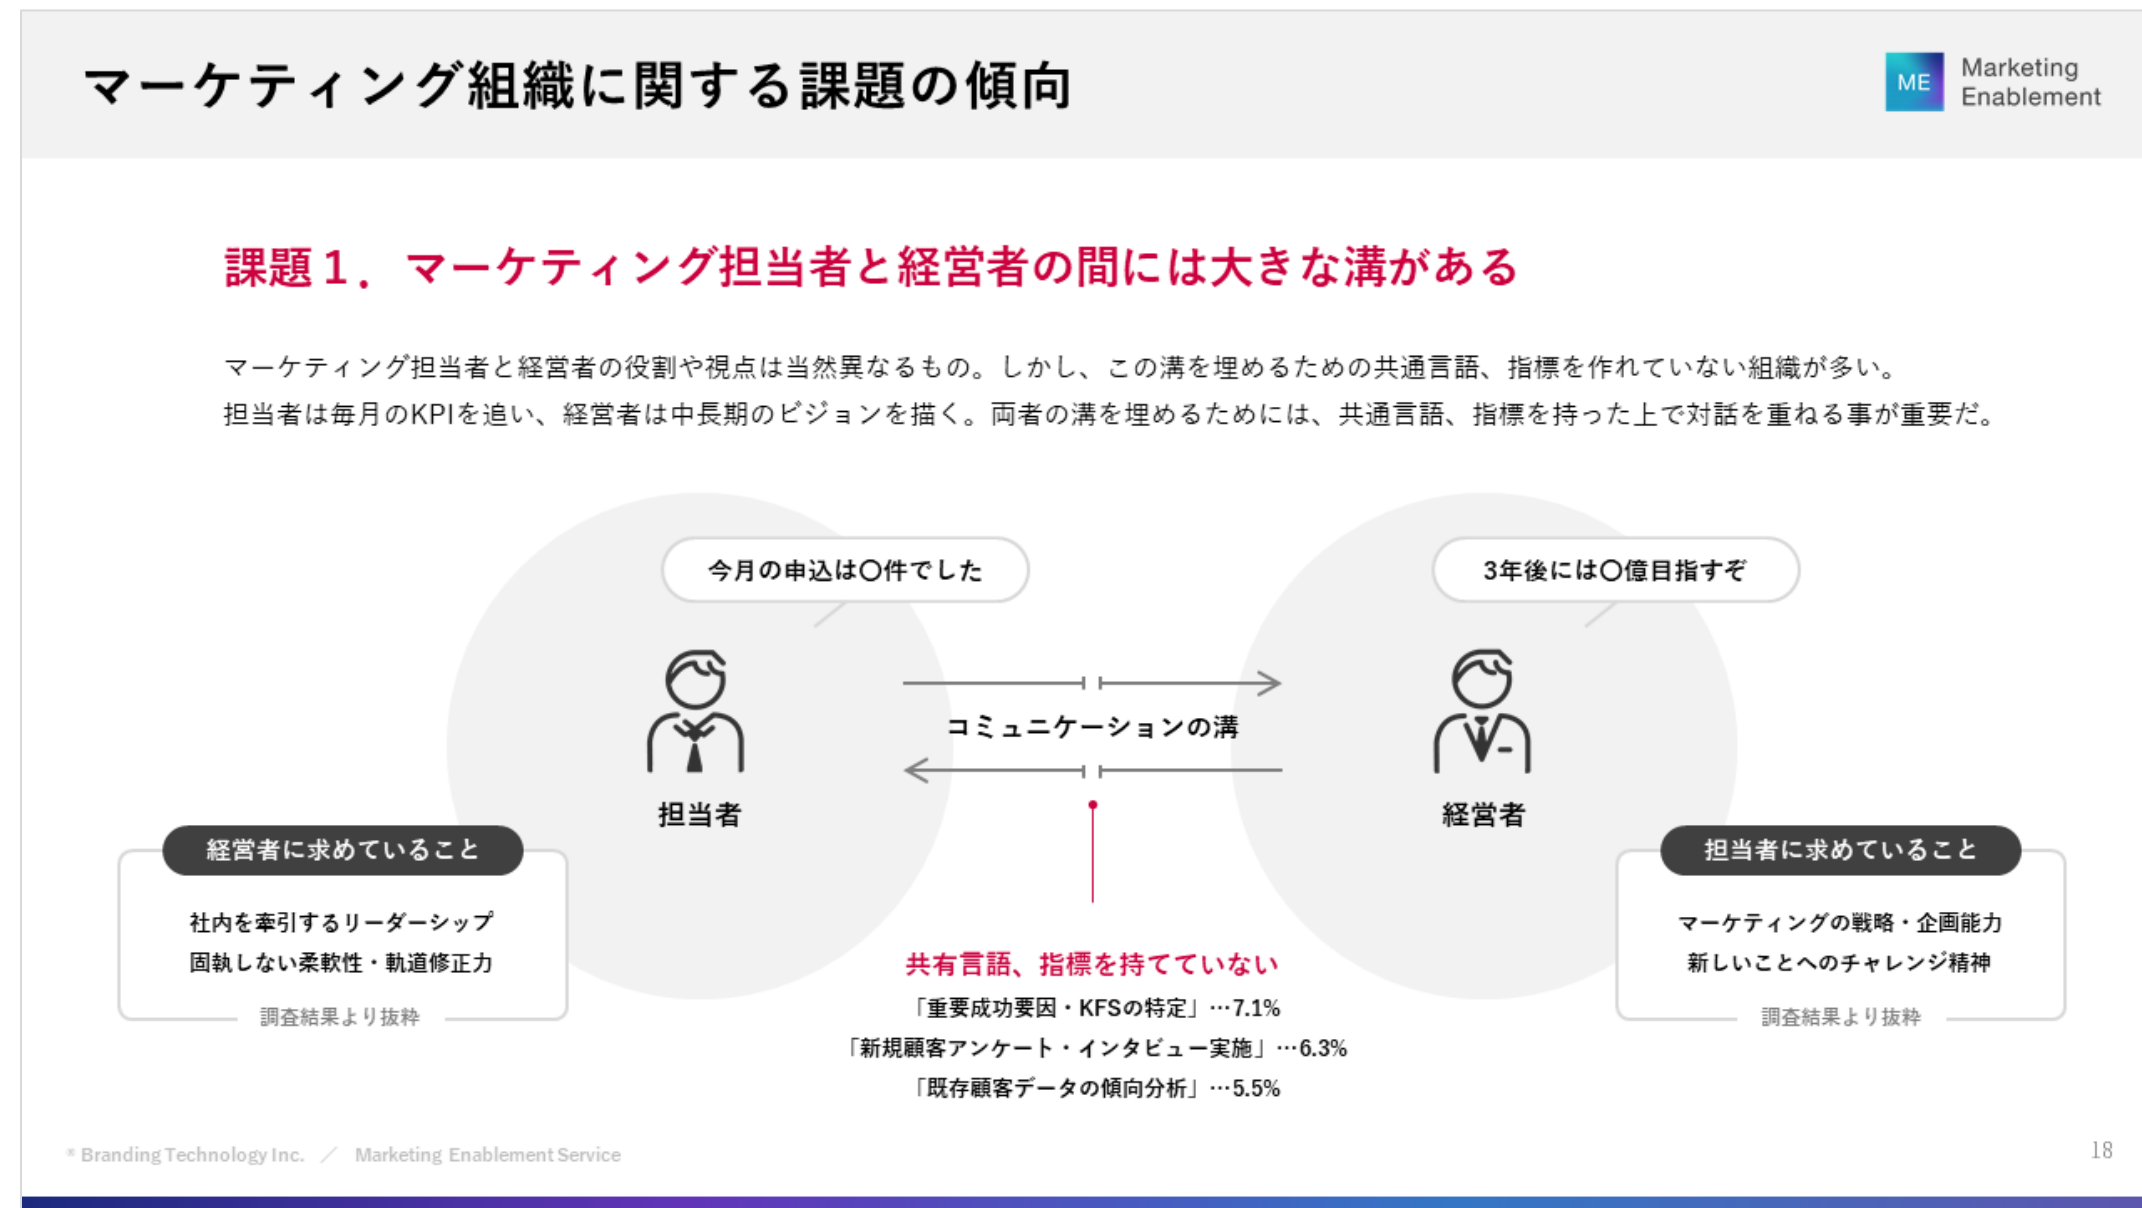 マーケティング組織に関する課題の傾向
ME
Marketing
Enablement
課題１．マーケティング担当者と経営者の間には大きな溝がある
マーケティング担当者と経営者の役割や視点は当然異なるもの。しかし、この溝を埋めるための共通言語、指標を作れていない組織が多い。
担当者は毎月のKPIを追い、経営者は中長期のビジョンを描く。両者の溝を埋めるためには、共通言語、指標を持った上で対話を重ねる事が重要だ。
今月の申込は〇件でした
3年後には〇億目指すぞ
コミュニケーションの溝
担当者
経営者
経営者に求めていること
社内を牽引するリーダーシップ
固執しない柔軟性・軌道修正力
調査結果より抜粋
共有言語、指標を持てていない
「重要成功要因・KFSの特定」…7.1%
「新規顧客アンケート・インタビュー実施」…6.3%
「既存顧客データの傾向分析」…5.5%
担当者に求めていること
マーケティングの戦略・企画能力
新しいことへのチャレンジ精神
調査結果より抜粋
® Branding Technology Inc. ／ Marketing Enablement Service
18